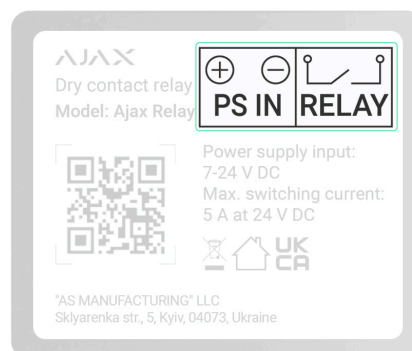 AJAX
Dry contact relay
Model: Ajax Relay
PS IN
RELAY
Power supply input:
7-24 V DC
Max. switching current:
5 A at 24 V DC
UK
CA
"AS MANUFACTURING" LLC
Sklyarenka str., 5, Kyiv, 04073, Ukraine